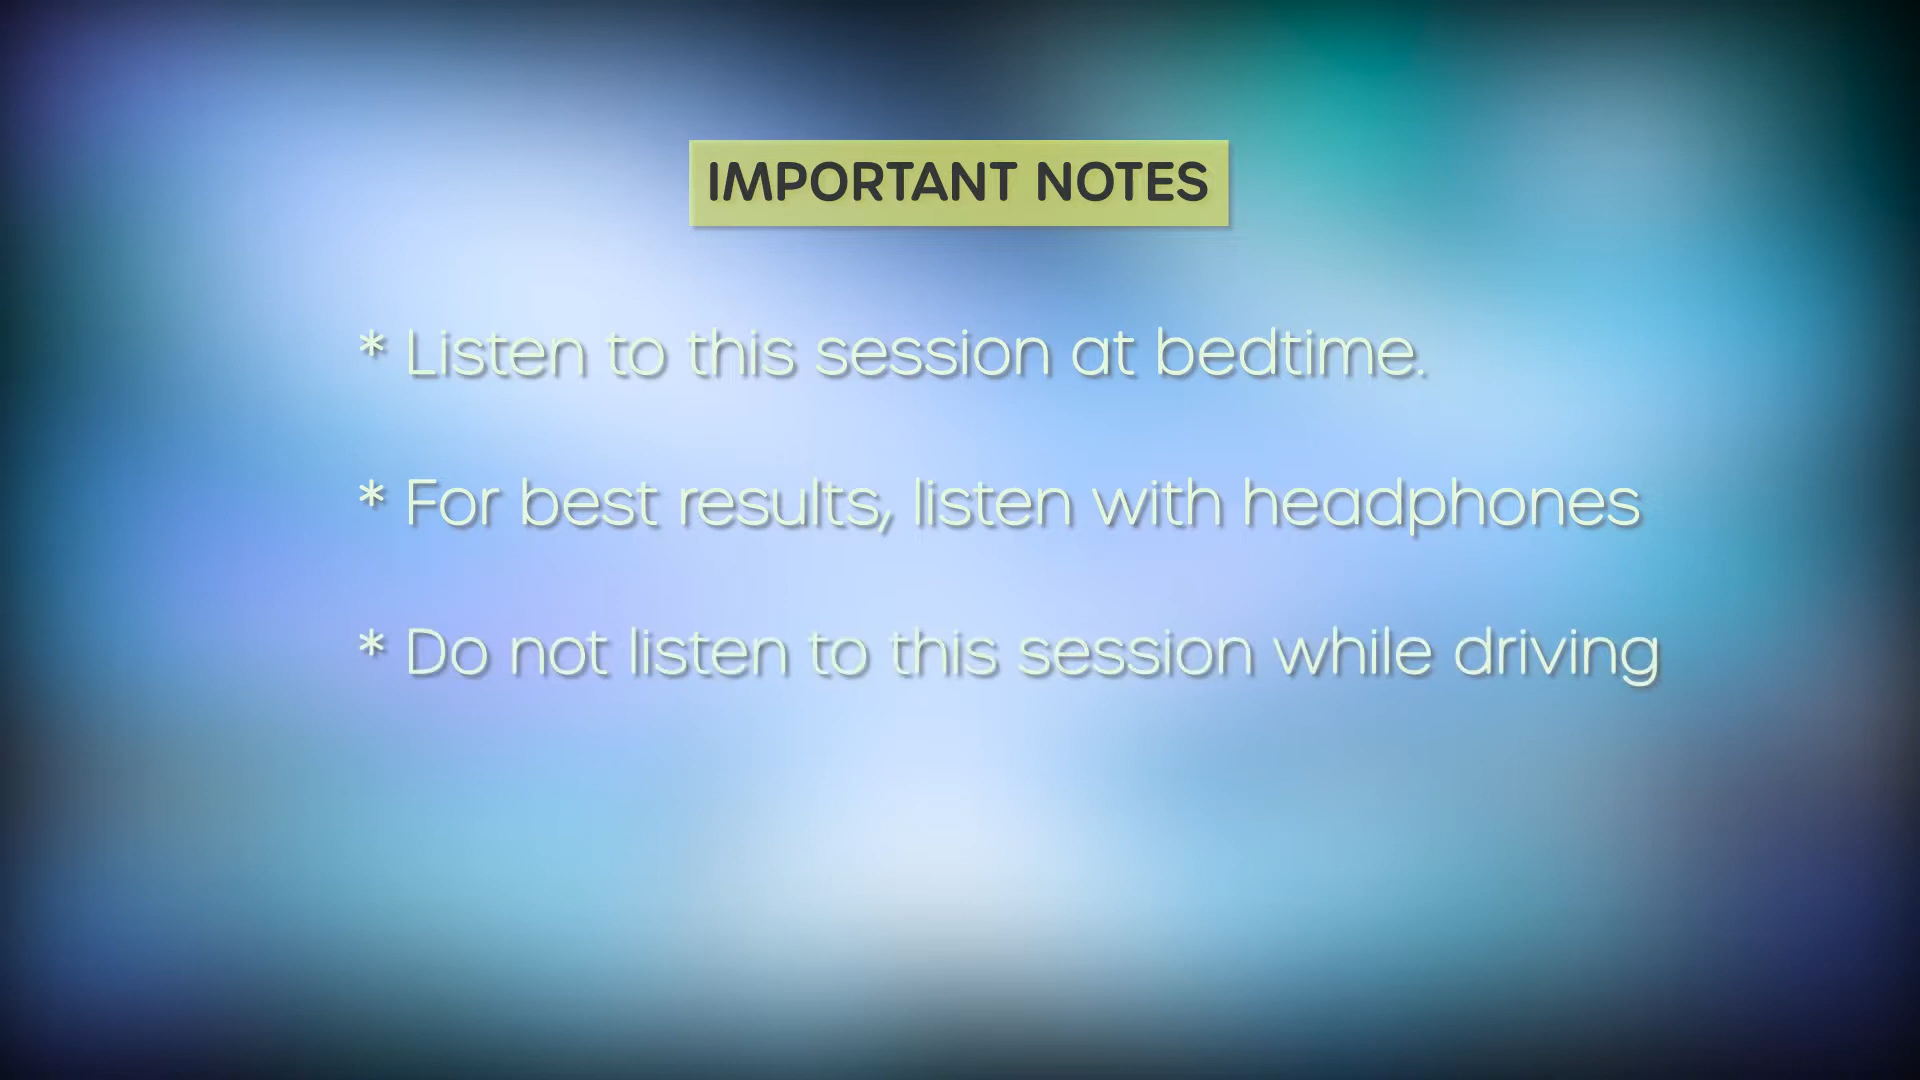 IMPORTANT NOTES
* Listen to this session at bedtime.
* For best results, listen with headphones
* Do not listen to this session while driving